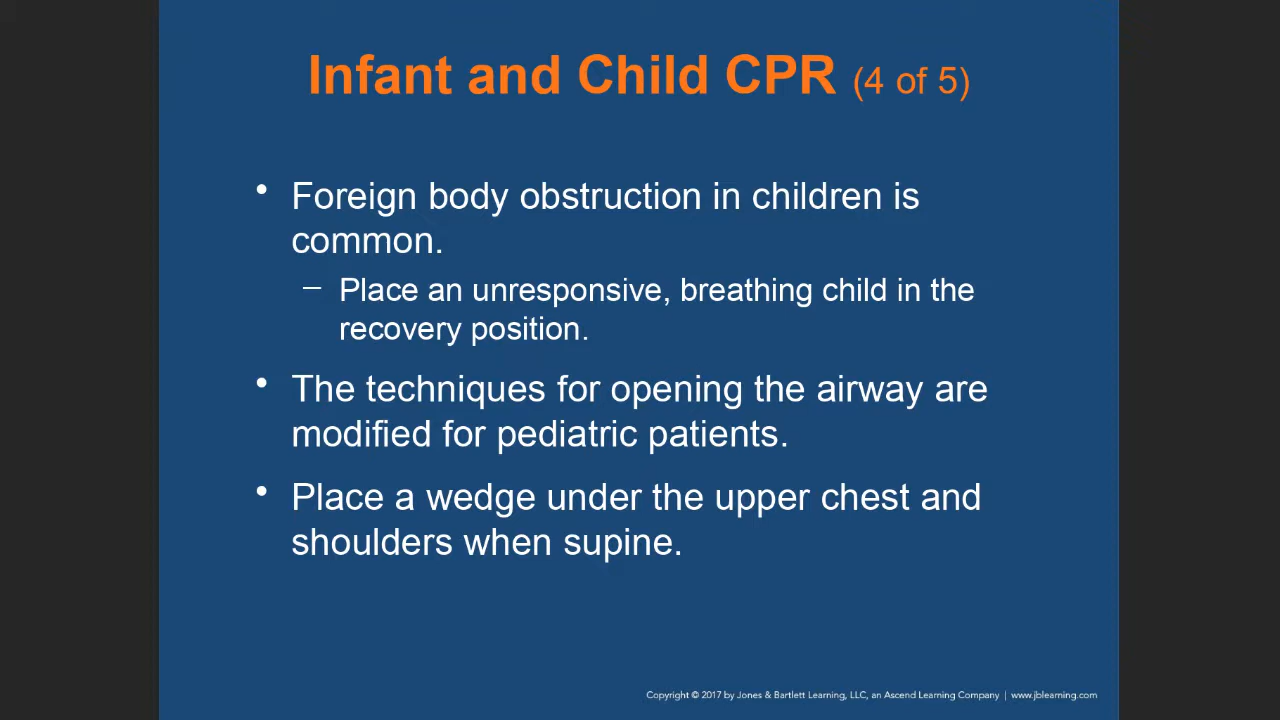 Infant and Child CPR (4 of 5)
• Foreign body obstruction in children is
common.
– Place an unresponsive, breathing child in the
recovery position.
• The techniques for opening the airway are
modified for pediatric patients.
• Place a wedge under the upper chest and
shoulders when supine.
Copyright © 2017 by Jones & Bartlett Learning, LLC, an Ascend Learning Company | www.jblearning.com